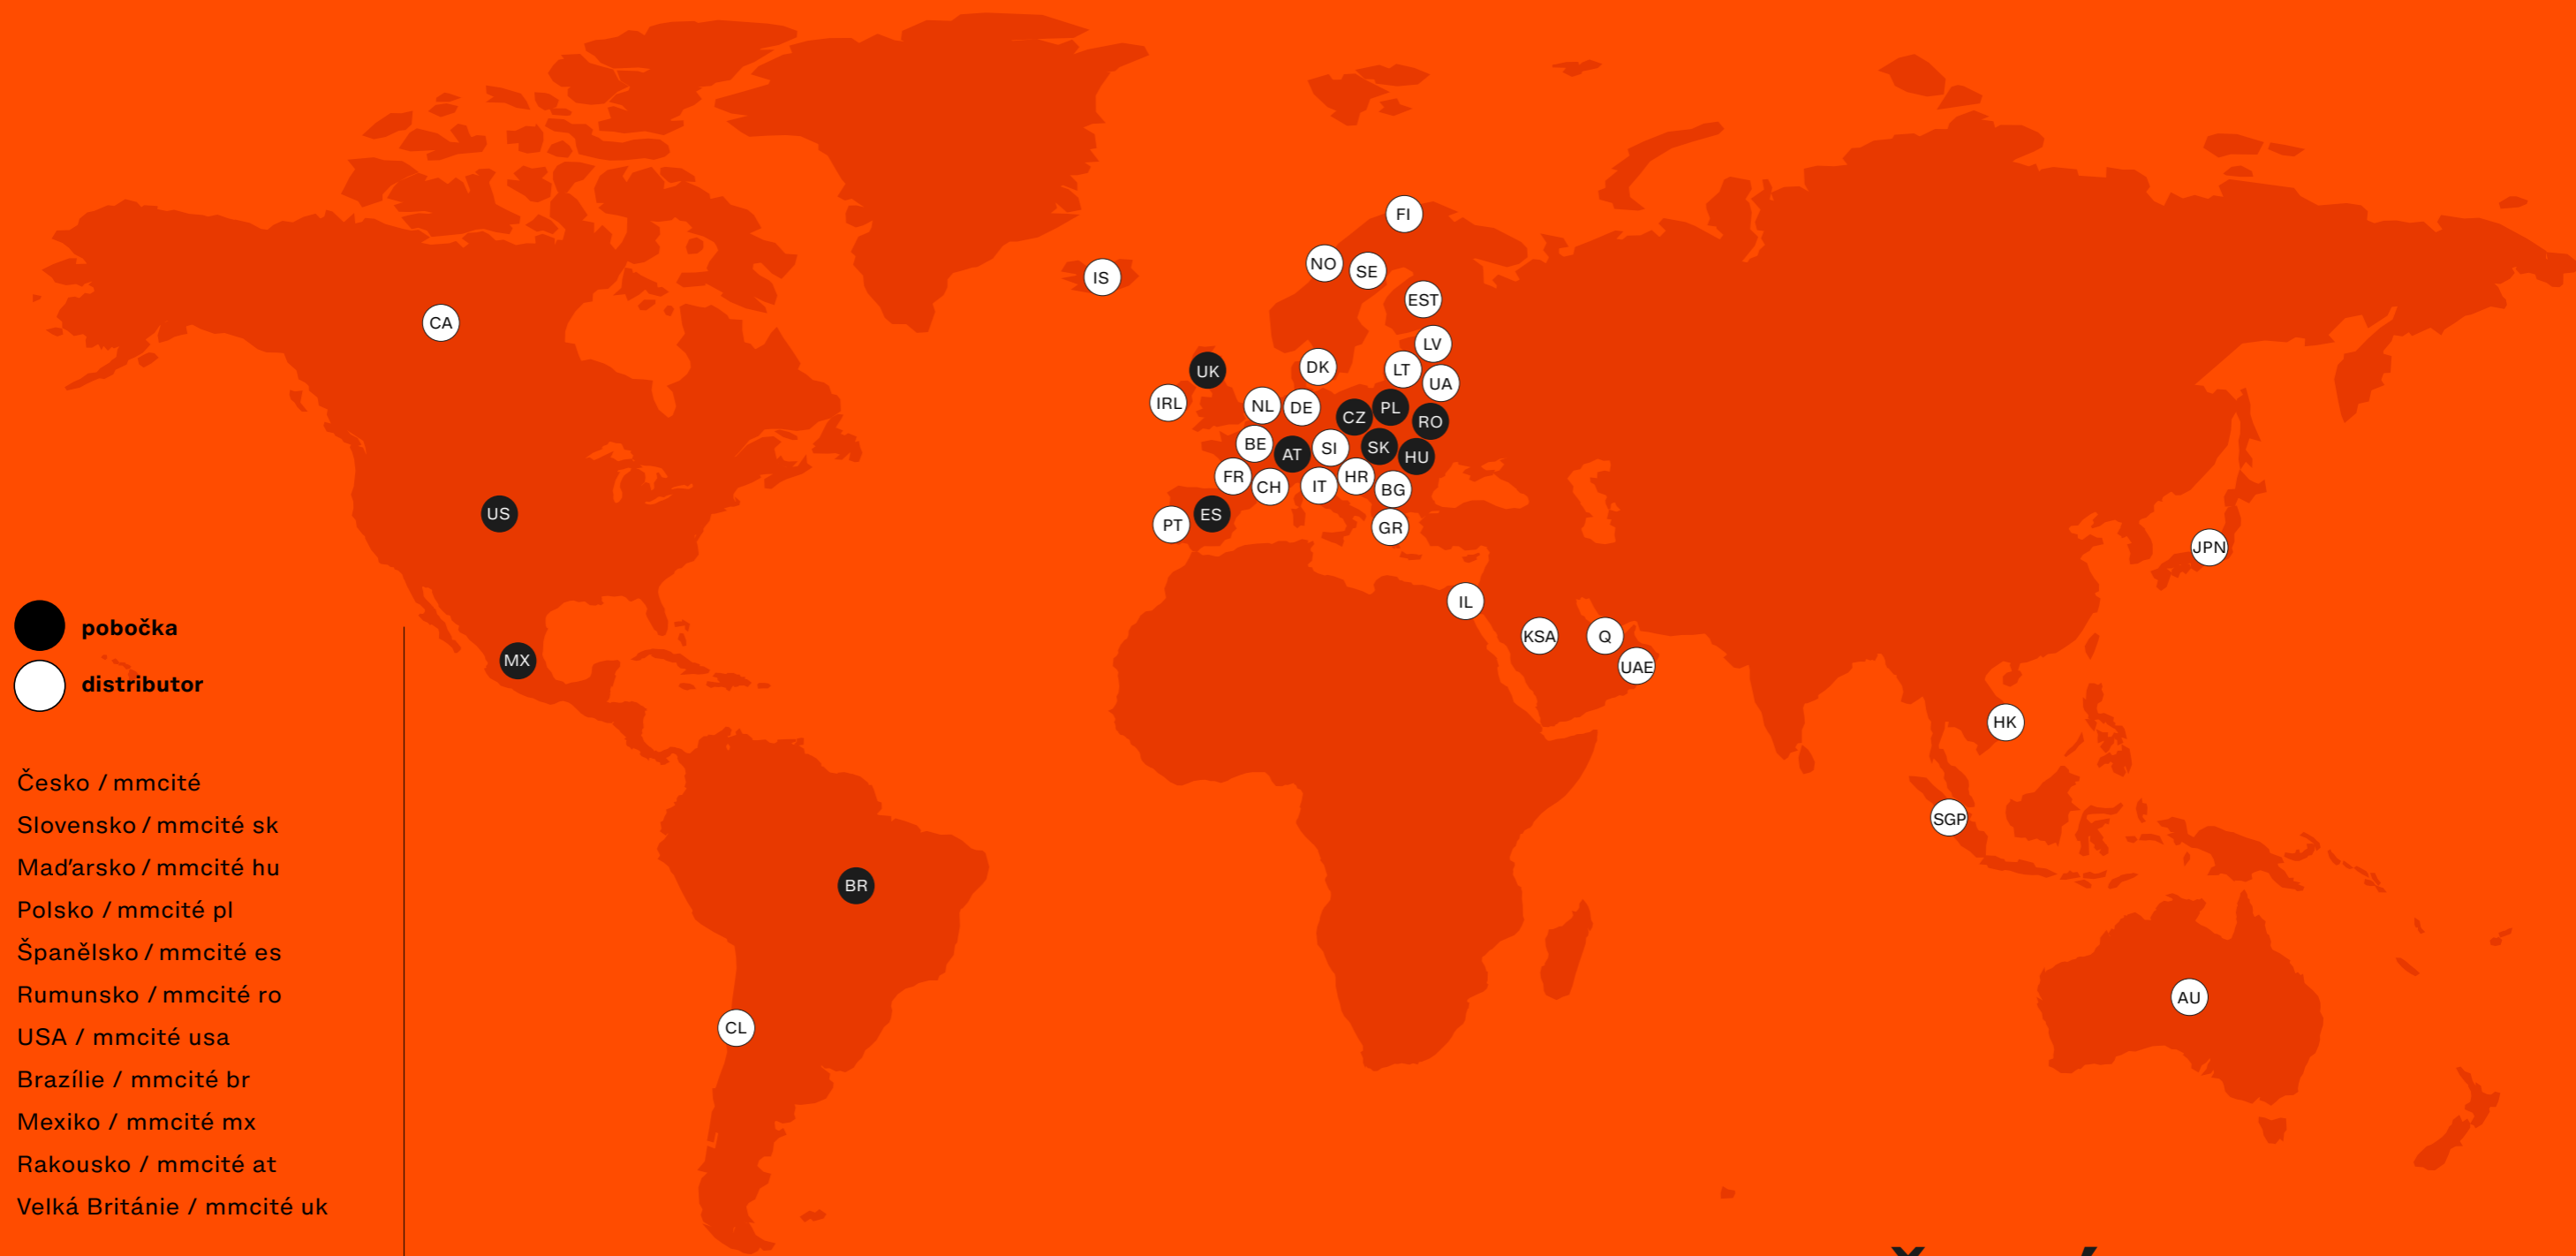 FI
NO
SE
IS
EST
CA
LV
DK
LT
UK
UA
IRL
NL
DE
CZ
PL
RO
BE
AT
SI
SK
HU
FR
CH
IT
HR
BG
US
PT
ES
GR
JPN
IL
pobočka
KSA
Q
MX
UAE
distributor
HK
Česko / mmcité
SGP
Slovensko / mmcité sk
Maďarsko / mmcité hu
BR
Polsko / mmcité pl
Španělsko / mmcité es
Rumunsko / mmcité ro
AU
CL
USA / mmcité usa
Brazílie / mmcité br
Mexiko / mmcité mx
Rakousko / mmcité at
Velká Británie / mmcité uk